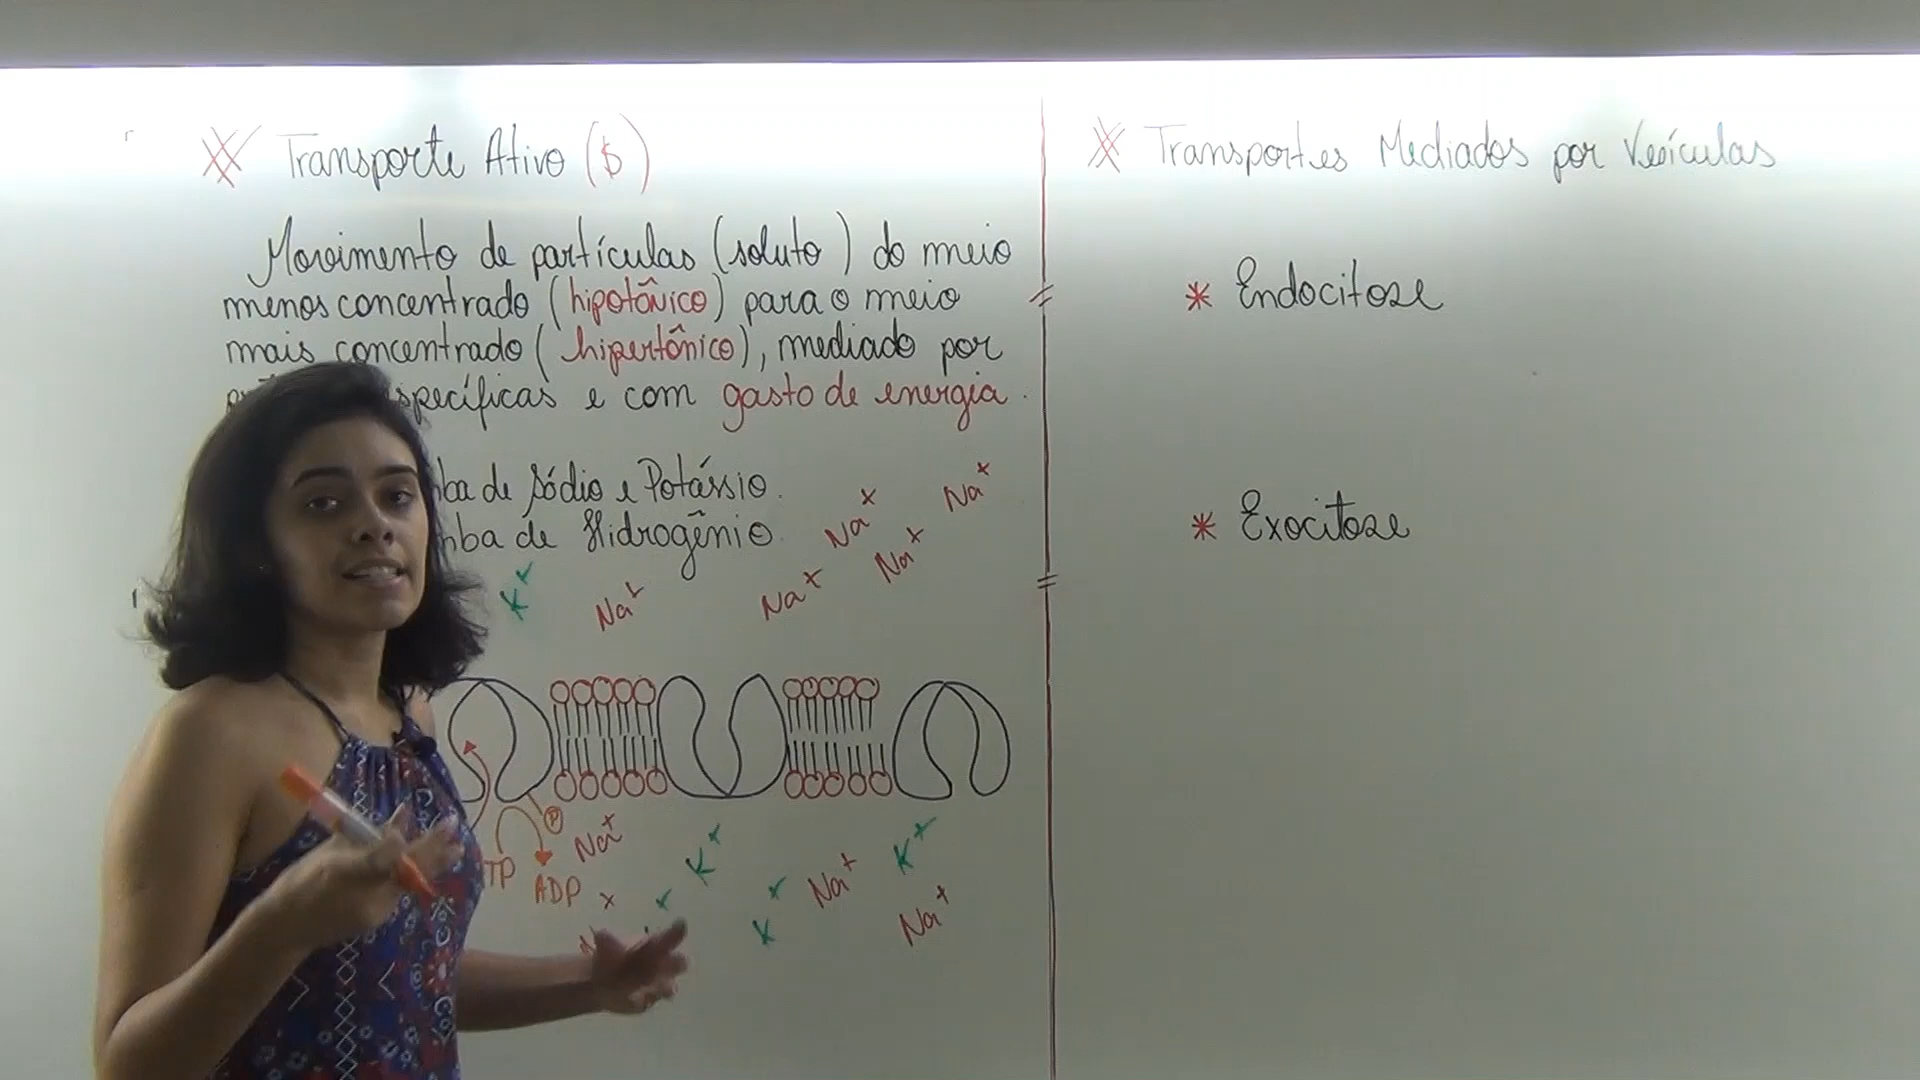 Transporte Ativo ($)
Movimento de partículas (soluto) do meio
menos concentrado (hipotônico) para o meio
mais concentrado (hipertônico), mediado por
específicas e com gasto de energia.
de Sódio e Potássio.
de Hidrogênio.
Na+
Na+
Na+
K+
Na+
Na+
P
Na+
K+
K+
ADP
Na+
K+
Na+
Transportes Mediados por Vesículas
* Endocitose
* Exocitose